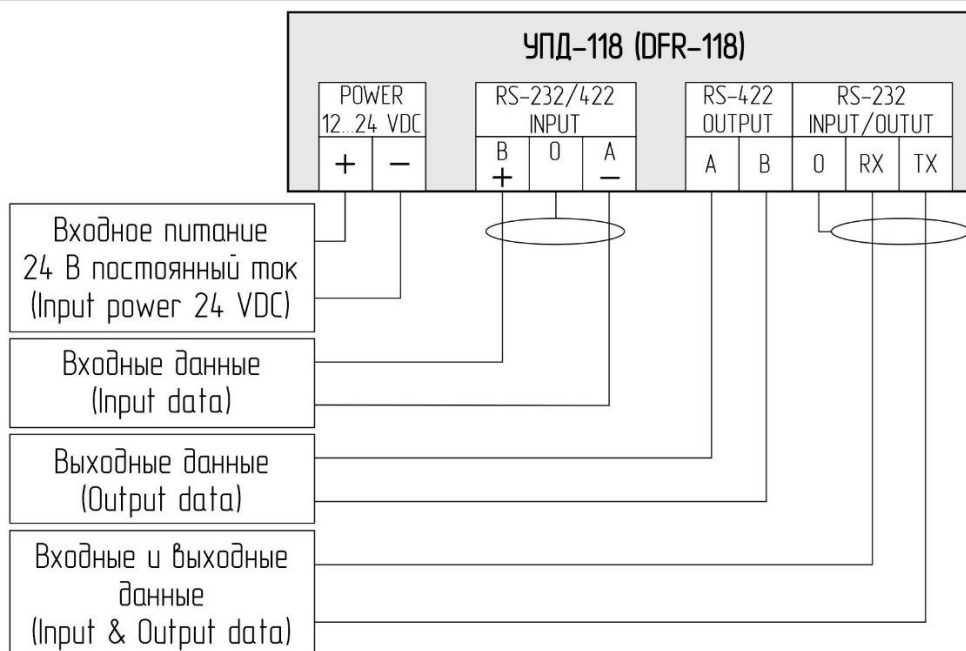 УПД-118 (DFR-118)
POWER
12...24 VDC
RS-232/422
INPUT
RS-422
OUTPUT
RS-232
INPUT/OUTUT
+ −
B 0 A
+ −
A B
0 RX TX
Входное питание
24 В постоянный ток
(Input power 24 VDC)
Входные данные
(Input data)
Выходные данные
(Output data)
Входные и выходные
данные
(Input & Output data)